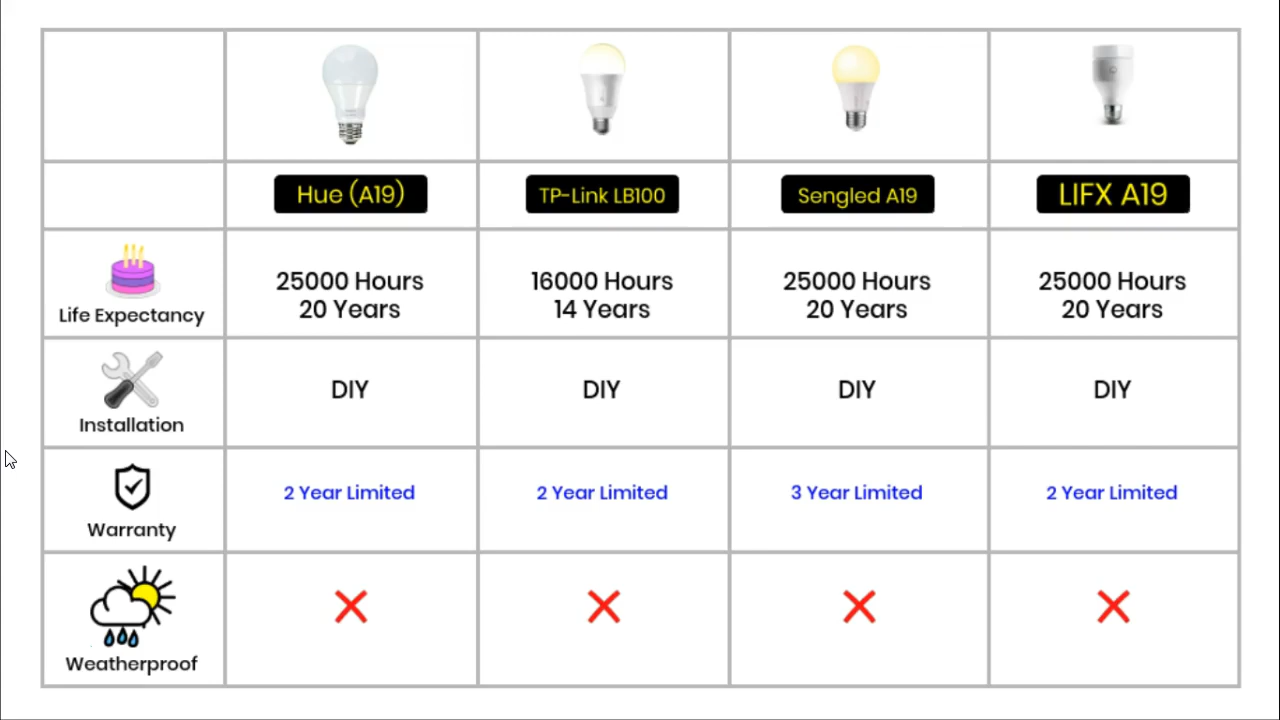 Hue (A19)
TP-Link LB100
Sengled A19
LIFX A19
Life Expectancy
25000 Hours
20 Years
16000 Hours
14 Years
25000 Hours
20 Years
25000 Hours
20 Years
Installation
DIY
DIY
DIY
DIY
Warranty
2 Year Limited
2 Year Limited
3 Year Limited
2 Year Limited
Weatherproof